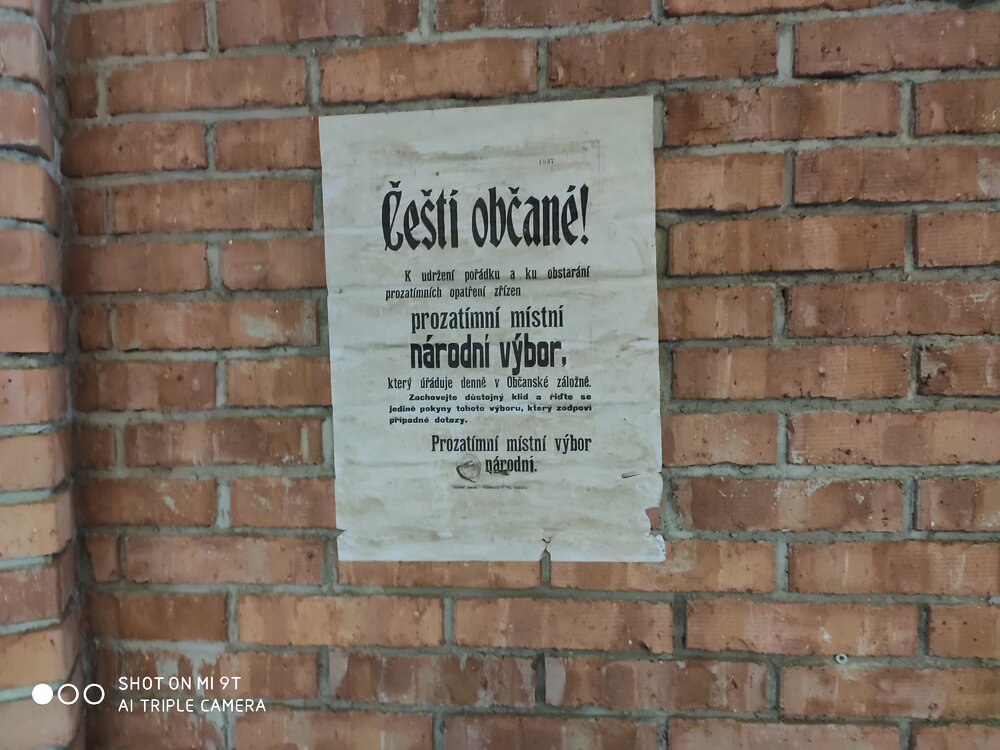 Čeští občané!
K udržení pořádku a ku obstarání
prozatímních opatření zřízen
prozatímní místní
národní výbor,
který úřáduje denně v Občanské záložně.
Zachovejte důstojný klid a řiďte se
jedině pokyny tohoto výboru, který zodpoví
případné dotazy.
Prozatímní místní výbor
národní.
SHOT ON MI 9T
AI TRIPLE CAMERA